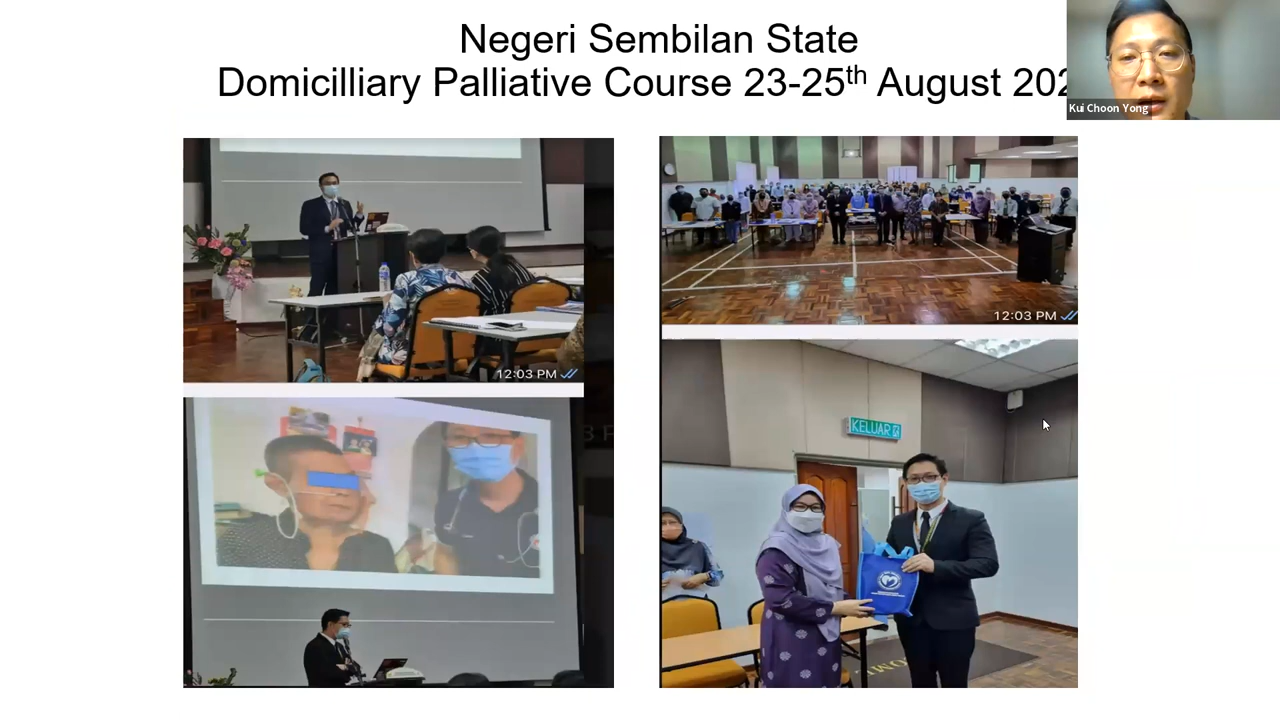 Negeri Sembilan State
Domicilliary Palliative Course 23-25th August 202
Kui Choon Yong
12:03 PM
12:03 PM
KELUAR